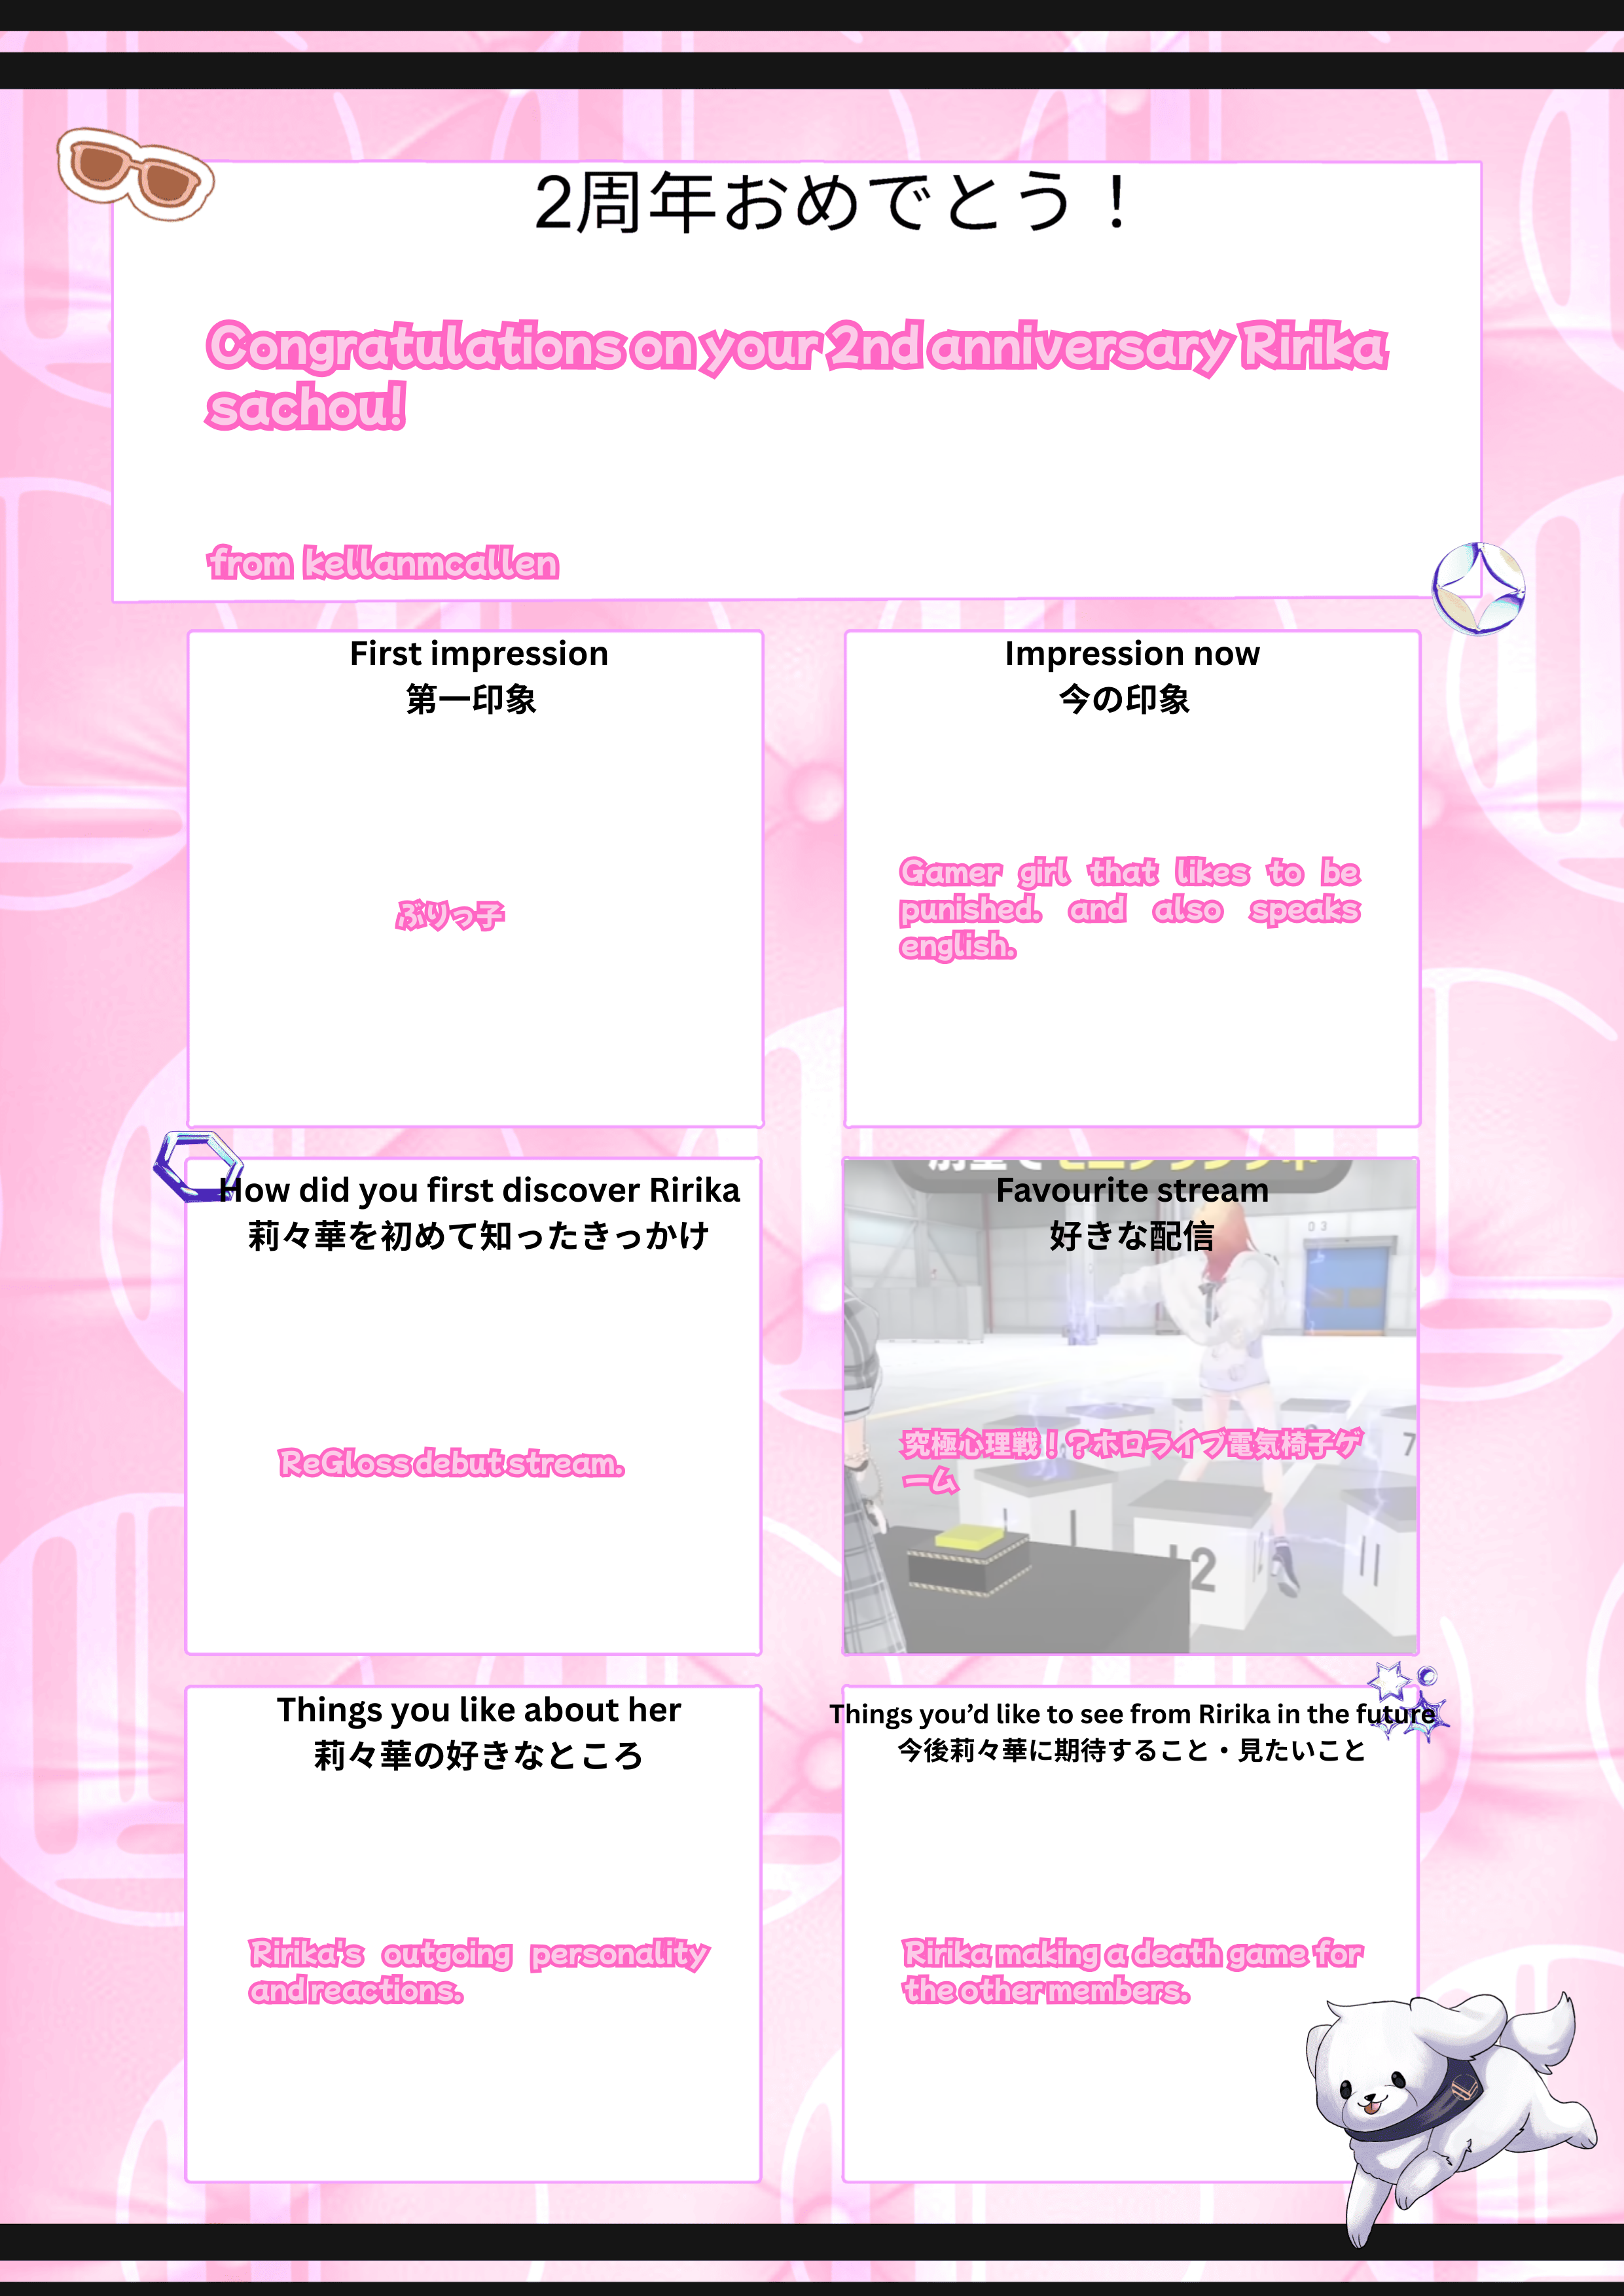 2周年おめでとう！
Congratulations on your 2nd anniversary Ririka
sachou!
from kellanmcallen
First impression
第一印象
ぶりっ子
Impression now
今の印象
Gamer girl that likes to be
punished. and also speaks
english.
How did you first discover Ririka
莉々華を初めて知ったきっかけ
ReGloss debut stream.
Favourite stream
好きな配信
D3
究極心理戦！？ホロライブ電気椅子ゲ
ーム
7
1
12
11
Things you like about her
莉々華の好きなところ
Ririka's outgoing personality
and reactions.
Things you’d like to see from Ririka in the future
今後莉々華に期待すること・見たいこと
Ririka making a death game for
the other members.